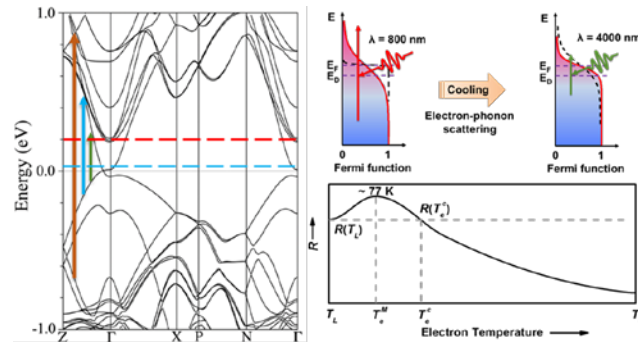 1.0
0.0
-1.0
Energy (eV)
Z Γ X P N Γ
E
E_F
E_D
λ = 800 nm
0 1
Fermi function
Cooling
Electron-phonon
scattering
E
E_F
E_D
λ = 4000 nm
0 1
Fermi function
~ 77 K
R(T_e^c)
R(T_L)
R
T_L T_e^M T_e^c T
Electron Temperature